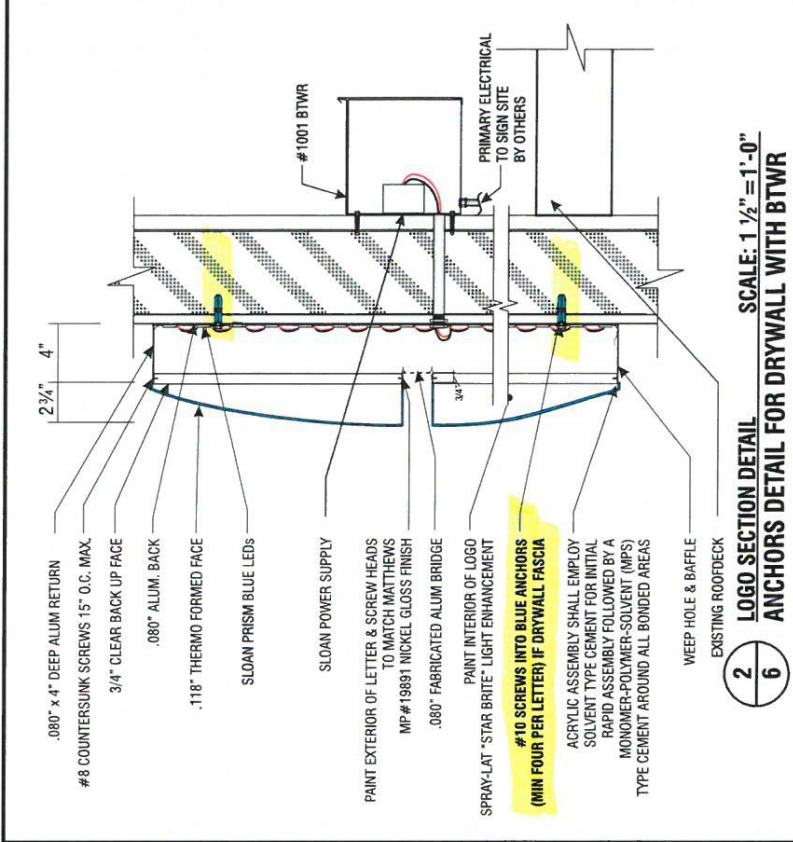 .080" x 4" DEEP ALUM RETURN
#8 COUNTERSUNK SCREWS 15" O.C. MAX.
3/4" CLEAR BACK UP FACE
.080" ALUM. BACK
.118" THERMO FORMED FACE
SLOAN PRISM BLUE LEDs
SLOAN POWER SUPPLY
PAINT EXTERIOR OF LETTER & SCREW HEADS
TO MATCH MATTHEWS
MP#19891 NICKEL GLOSS FINISH
.080" FABRICATED ALUM BRIDGE
PAINT INTERIOR OF LOGO
SPRAY-LAT "STAR BRITE" LIGHT ENHANCEMENT
#10 SCREWS INTO BLUE ANCHORS
(MIN FOUR PER LETTER) IF DRYWALL FASCIA
ACRYLIC ASSEMBLY SHALL EMPLOY
SOLVENT TYPE CEMENT FOR INITIAL
RAPID ASSEMBLY FOLLOWED BY A
MONOMER-POLYMER-SOLVENT (MPS)
TYPE CEMENT AROUND ALL BONDED AREAS
WEEP HOLE & BAFFLE
EXISTING ROOFDECK
2 3/4"
4"
3/4"
#1001 BTWR
PRIMARY ELECTRICAL
TO SIGN SITE
BY OTHERS
2
6
LOGO SECTION DETAIL SCALE: 1 1/2"=1'-0"
ANCHORS DETAIL FOR DRYWALL WITH BTWR